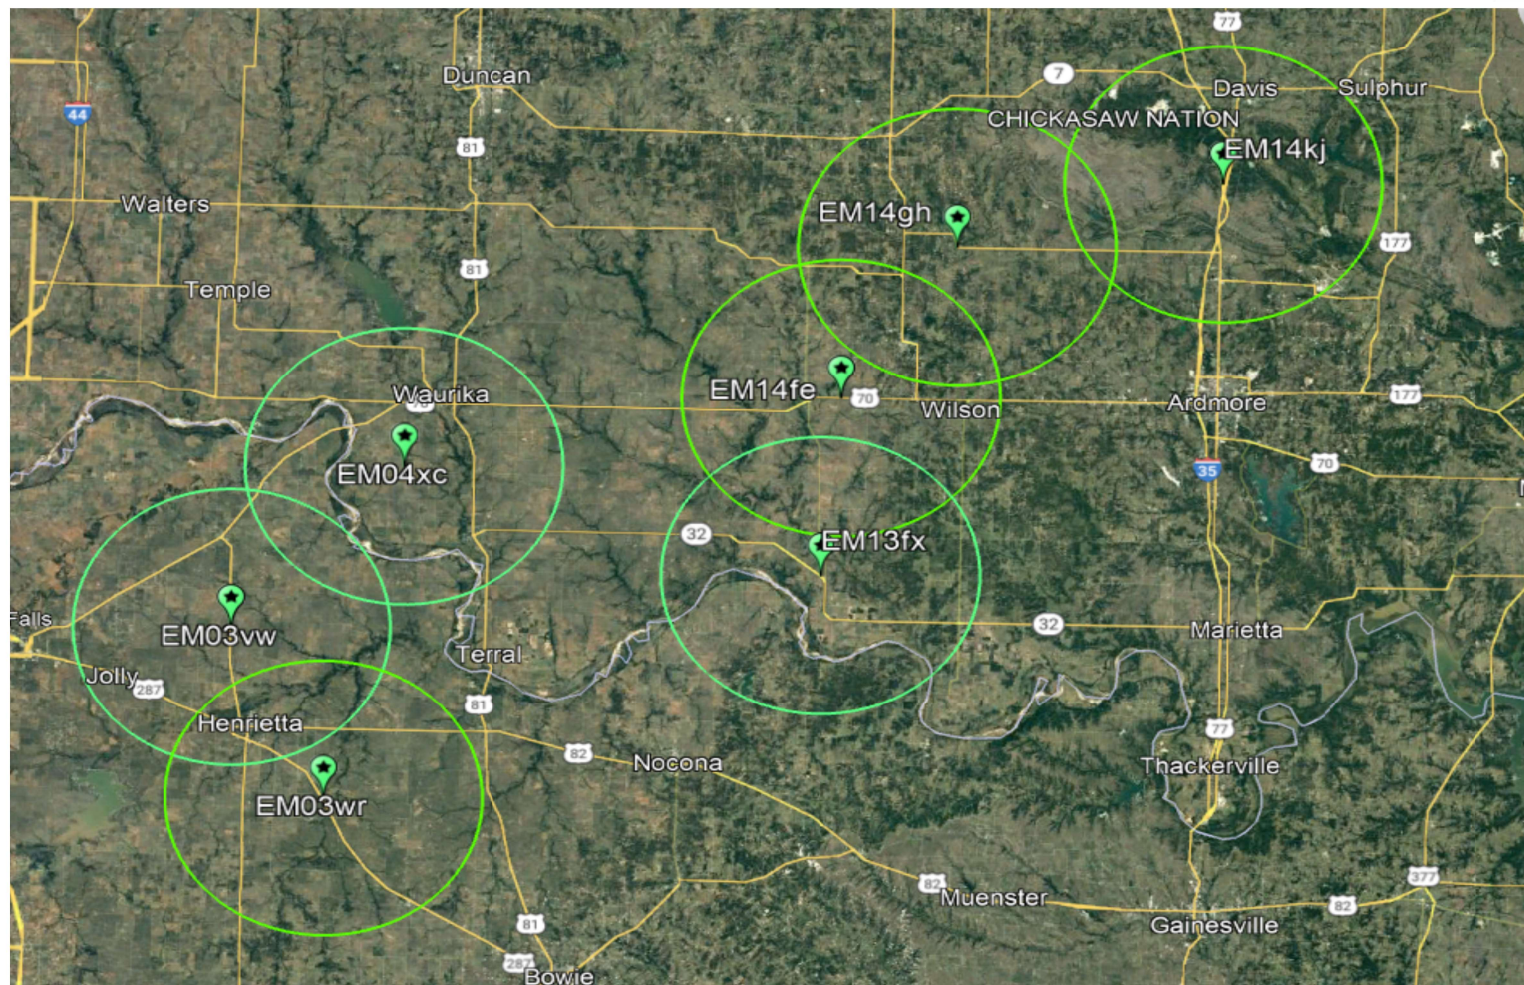 77
Duncan
7
Davis
Sulphur
44
CHICKASAW NATION
81
EM14kj
Walters
EM14gh
177
81
Temple
EM14fe
70
Waurika
Wilson
Ardmore
177
EM04xc
35
70
32
EM13fx
Falls
EM03vw
32
Marietta
Terral
Jolly
287
81
Henrietta
82
Nocona
77
Thackerville
EM03wr
82
Muenster
377
82
81
Gainesville
287
Bowie